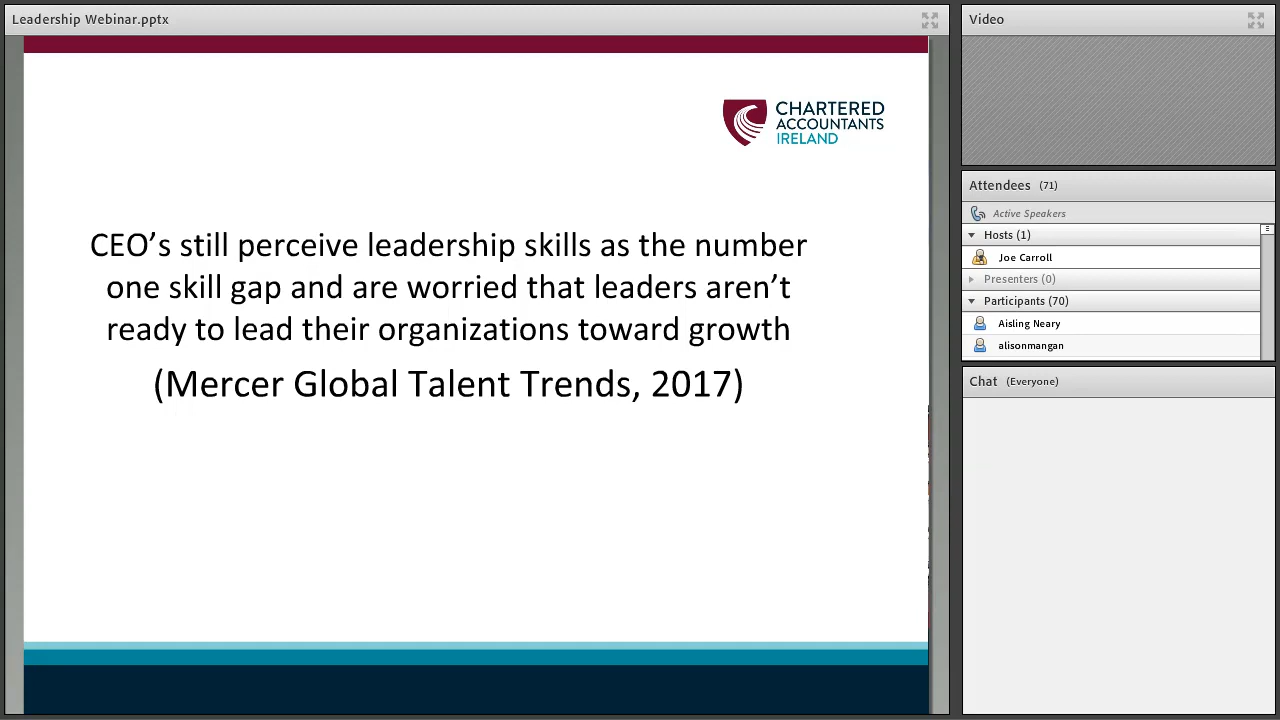 Leadership Webinar.pptx
CHARTERED
ACCOUNTANTS
IRELAND
CEO’s still perceive leadership skills as the number
one skill gap and are worried that leaders aren’t
ready to lead their organizations toward growth
(Mercer Global Talent Trends, 2017)
Video
Attendees (71)
Active Speakers
Hosts (1)
Joe Carroll
Presenters (0)
Participants (70)
Aisling Neary
alisonmangan
Chat (Everyone)